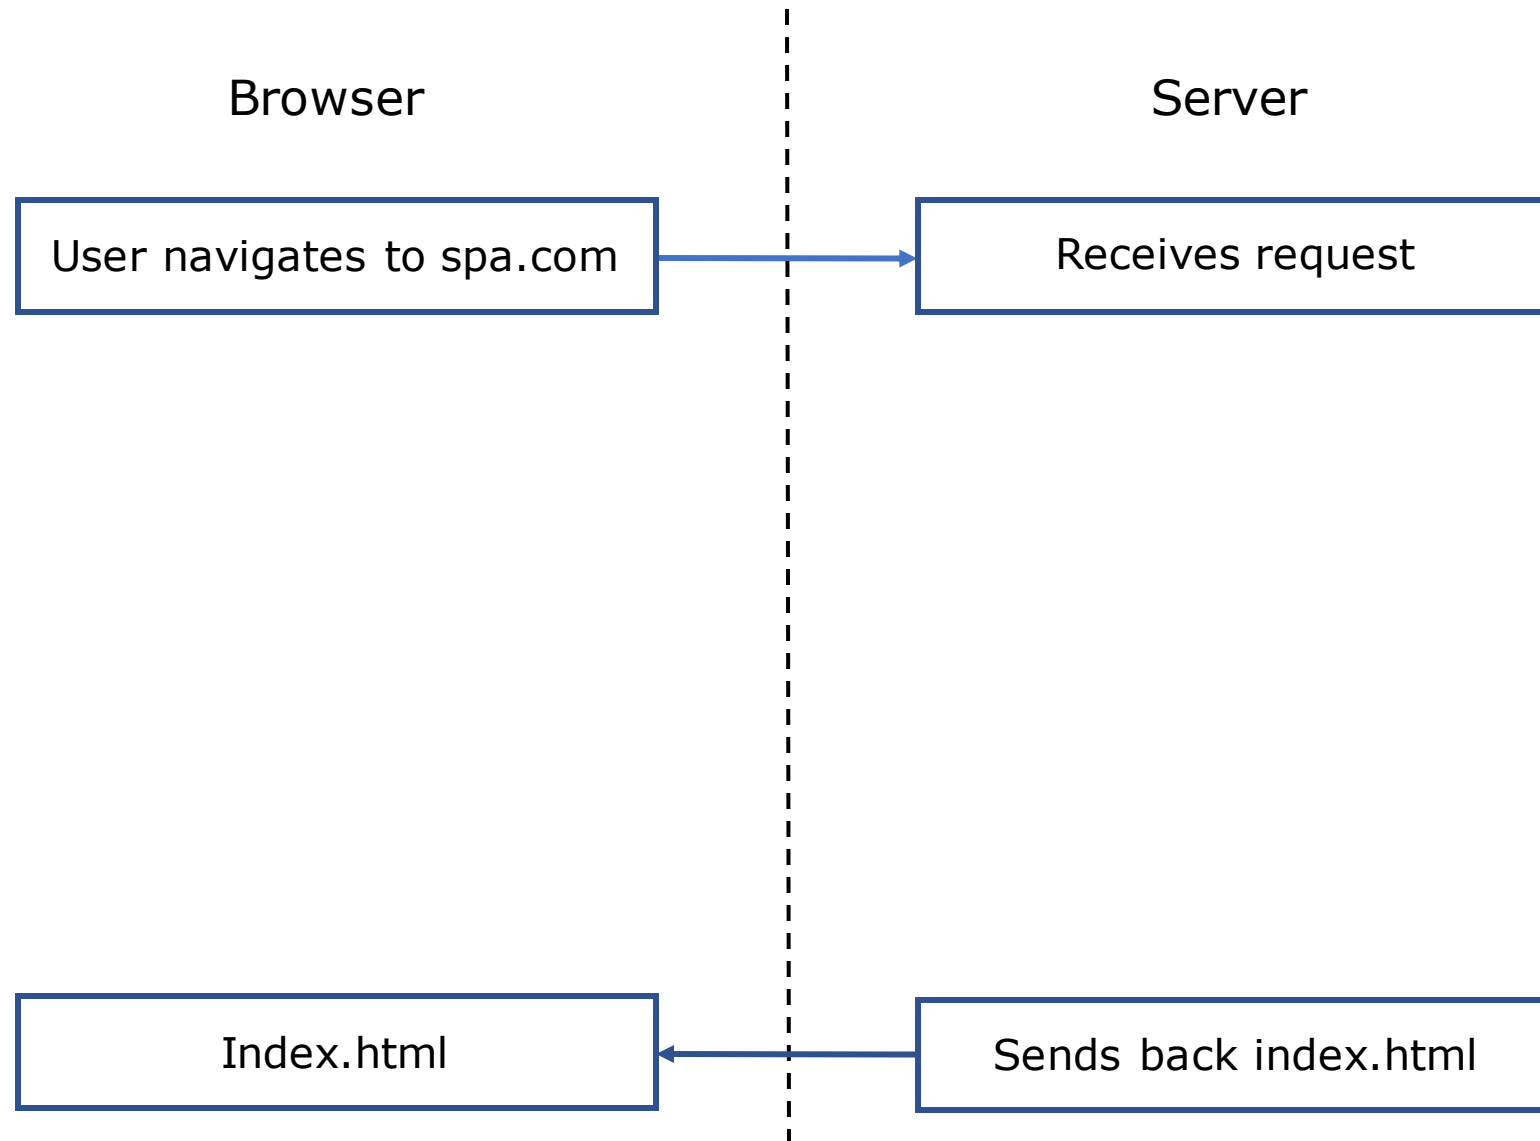 Browser
Server
User navigates to spa.com
Receives request
Index.html
Sends back index.html